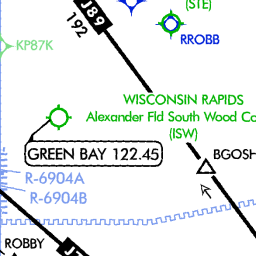 J89
192
(STE)
RROBB
KP87K
WISCONSIN RAPIDS
Alexander Fld South Wood Co
(ISW)
GREEN BAY 122.45
BGOSH
R-6904A
R-6904B
ROBBY